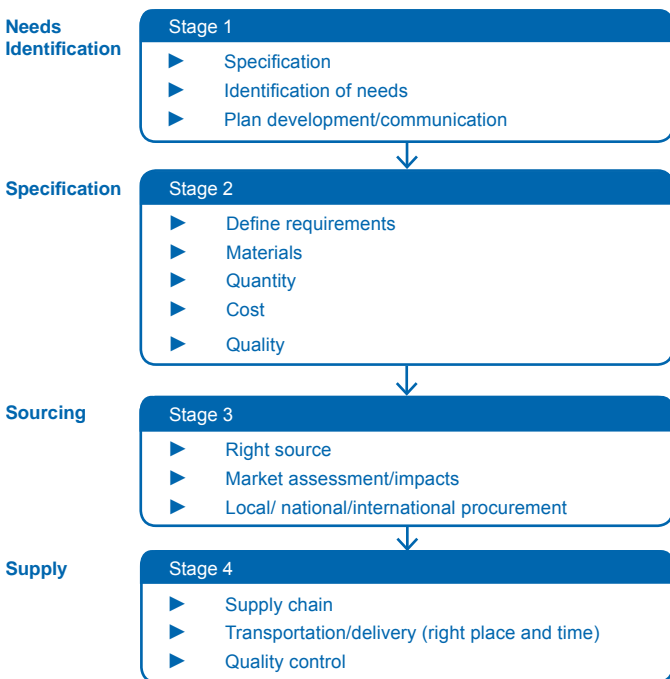 Needs
Identification
Stage 1
► Specification
► Identification of needs
► Plan development/communication
Specification
Stage 2
► Define requirements
► Materials
► Quantity
► Cost
► Quality
Sourcing
Stage 3
► Right source
► Market assessment/impacts
► Local/ national/international procurement
Supply
Stage 4
► Supply chain
► Transportation/delivery (right place and time)
► Quality control